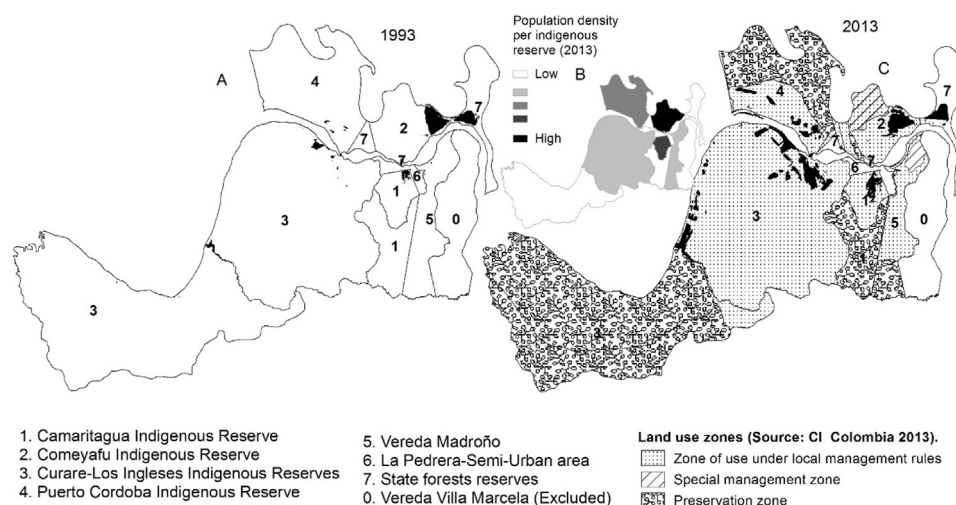 1993
Population density
per indigenous
reserve (2013)
Low
High
2013
A
B
C
4
7
2
7
7
6
1
3
1
5
0
3
4
7
2
7
7
6
1
3
5
0
3
1. Camaritagua Indigenous Reserve
2. Comeyafu Indigenous Reserve
3. Curare-Los Ingleses Indigenous Reserves
4. Puerto Cordoba Indigenous Reserve
5. Vereda Madroño
6. La Pedrera-Semi-Urban area
7. State forests reserves
0. Vereda Villa Marcela (Excluded)
Land use zones (Source: CI Colombia 2013).
Zone of use under local management rules
Special management zone
Preservation zone